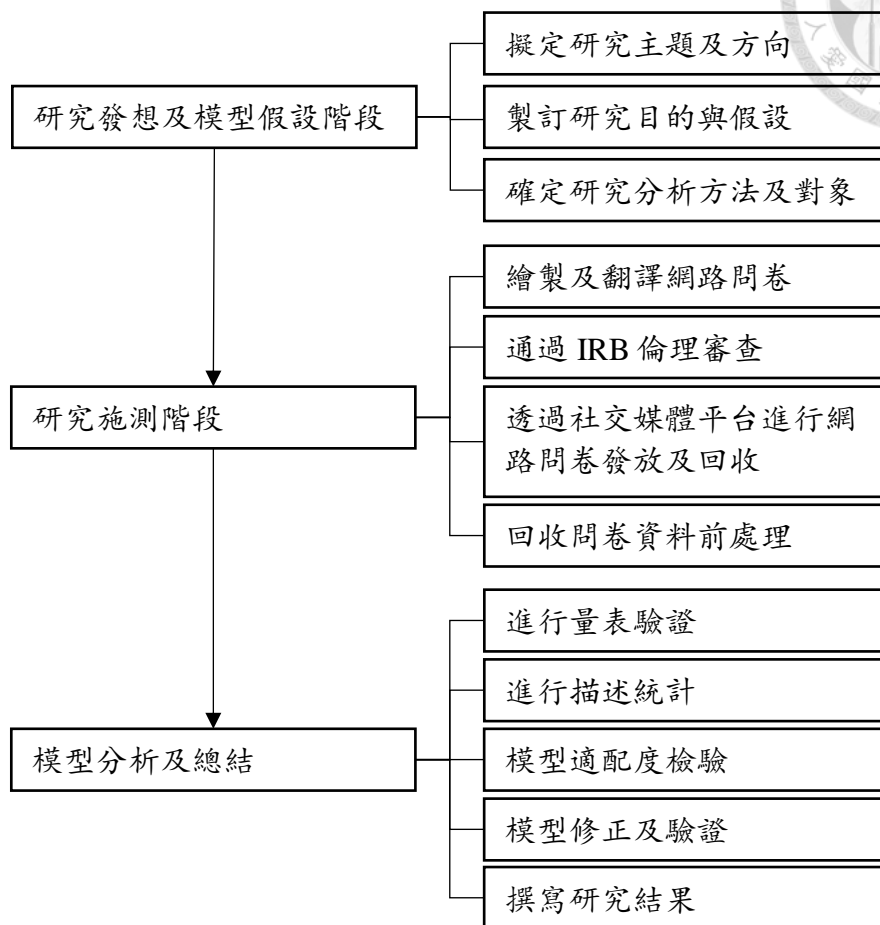 擬定研究主題及方向
研究發想及模型假設階段
製訂研究目的與假設
確定研究分析方法及對象
繪製及翻譯網路問卷
通過 IRB 倫理審查
研究施測階段
透過社交媒體平台進行網
路問卷發放及回收
回收問卷資料前處理
進行量表驗證
進行描述統計
模型分析及總結
模型適配度檢驗
模型修正及驗證
撰寫研究結果